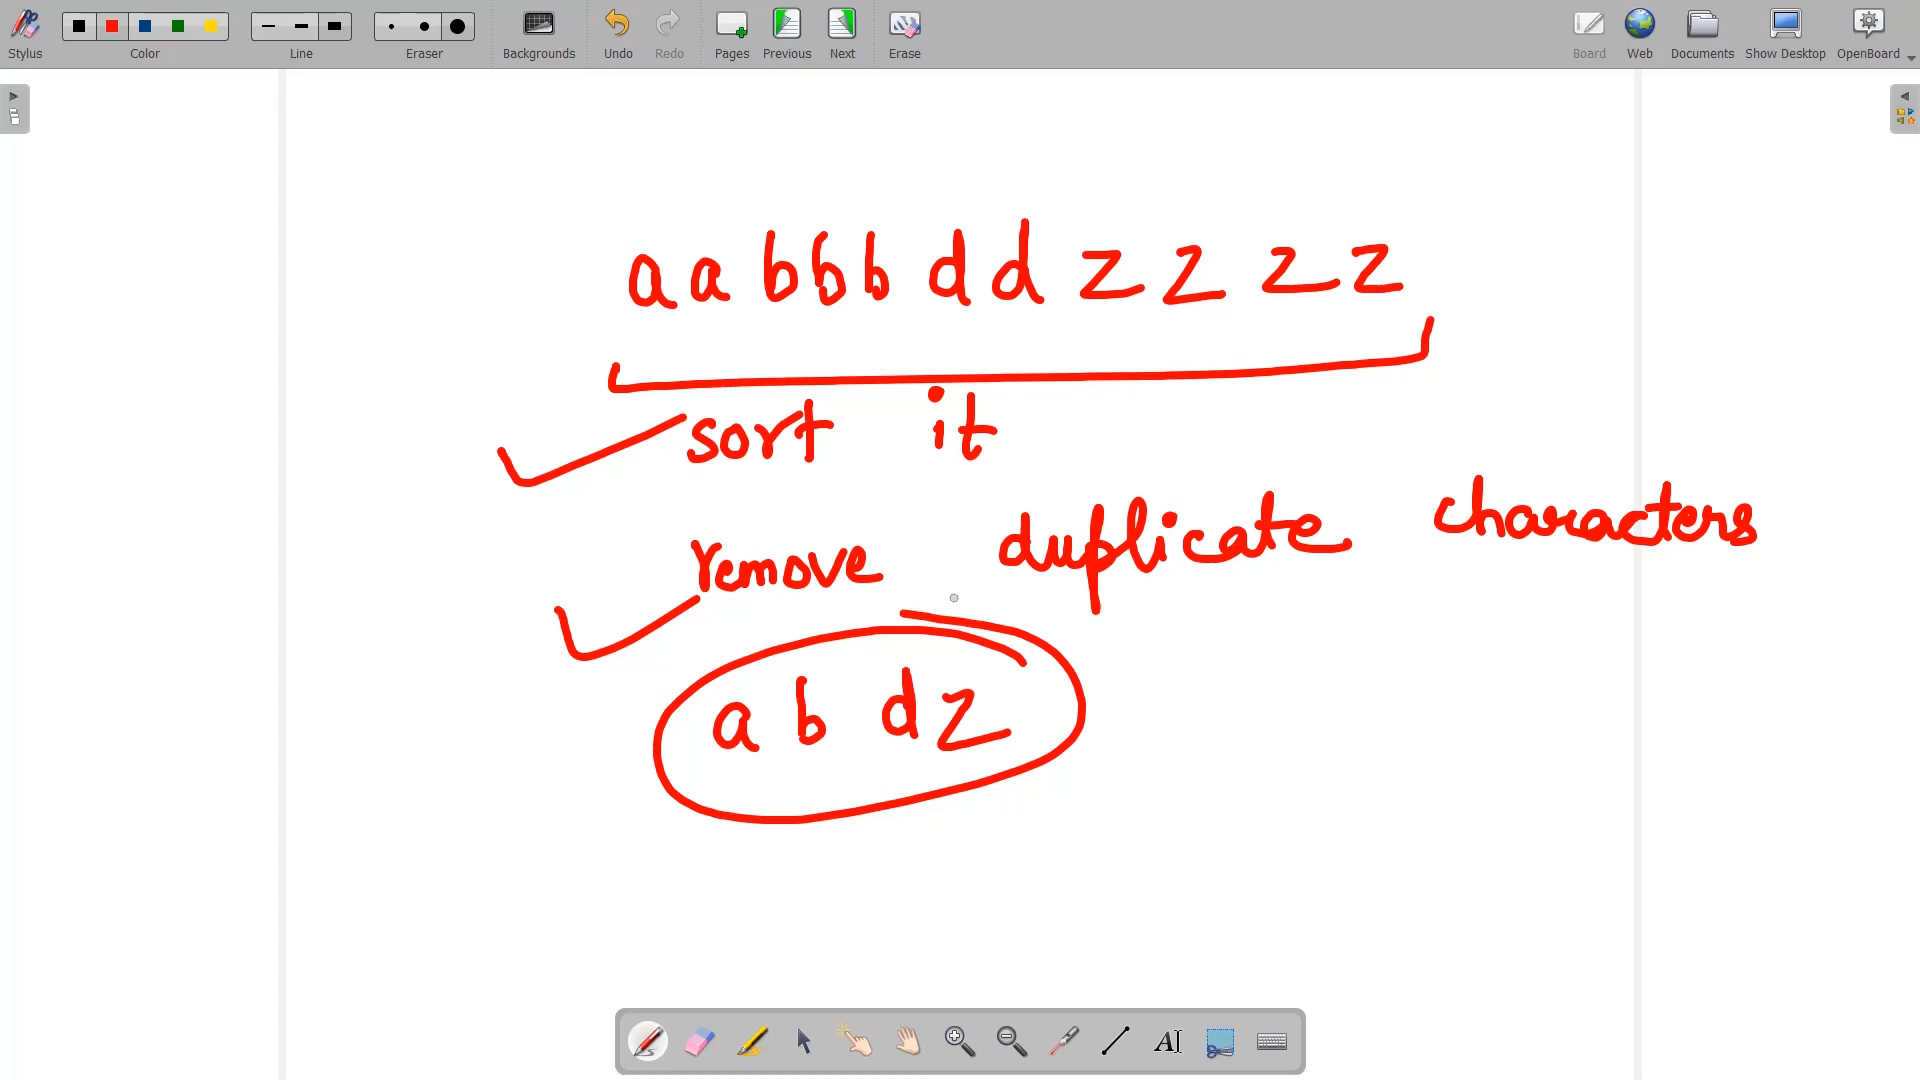 Stylus Color Line Eraser Backgrounds Undo Redo Pages Previous Next Erase Board Web Documents Show Desktop OpenBoard
a a b b b d d z z z z
sort it
remove duplicate characters
a b d z